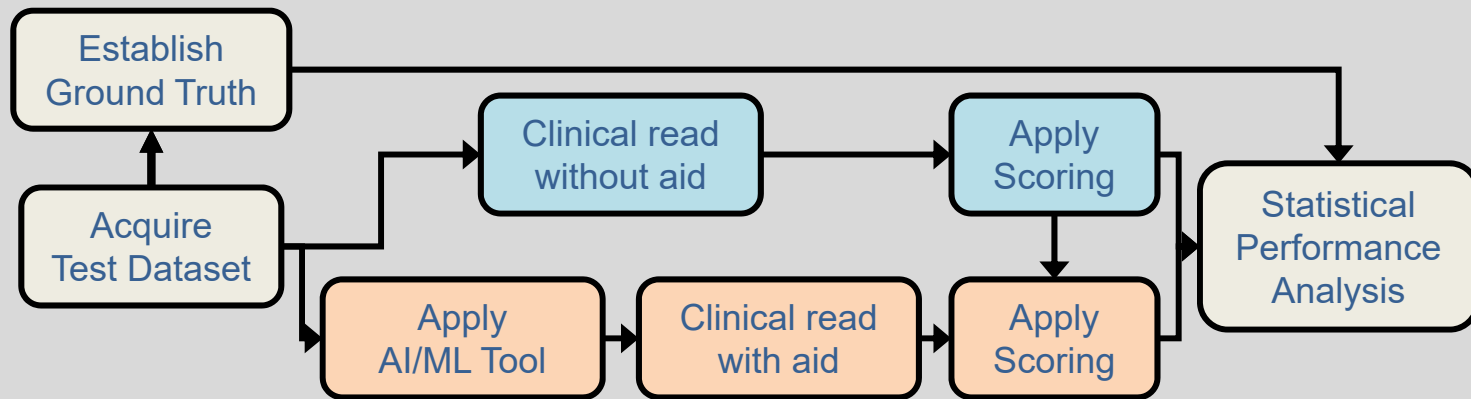 Establish
Ground Truth
Acquire
Test Dataset
Clinical read
without aid
Apply
Scoring
Apply
AI/ML Tool
Clinical read
with aid
Apply
Scoring
Statistical
Performance
Analysis